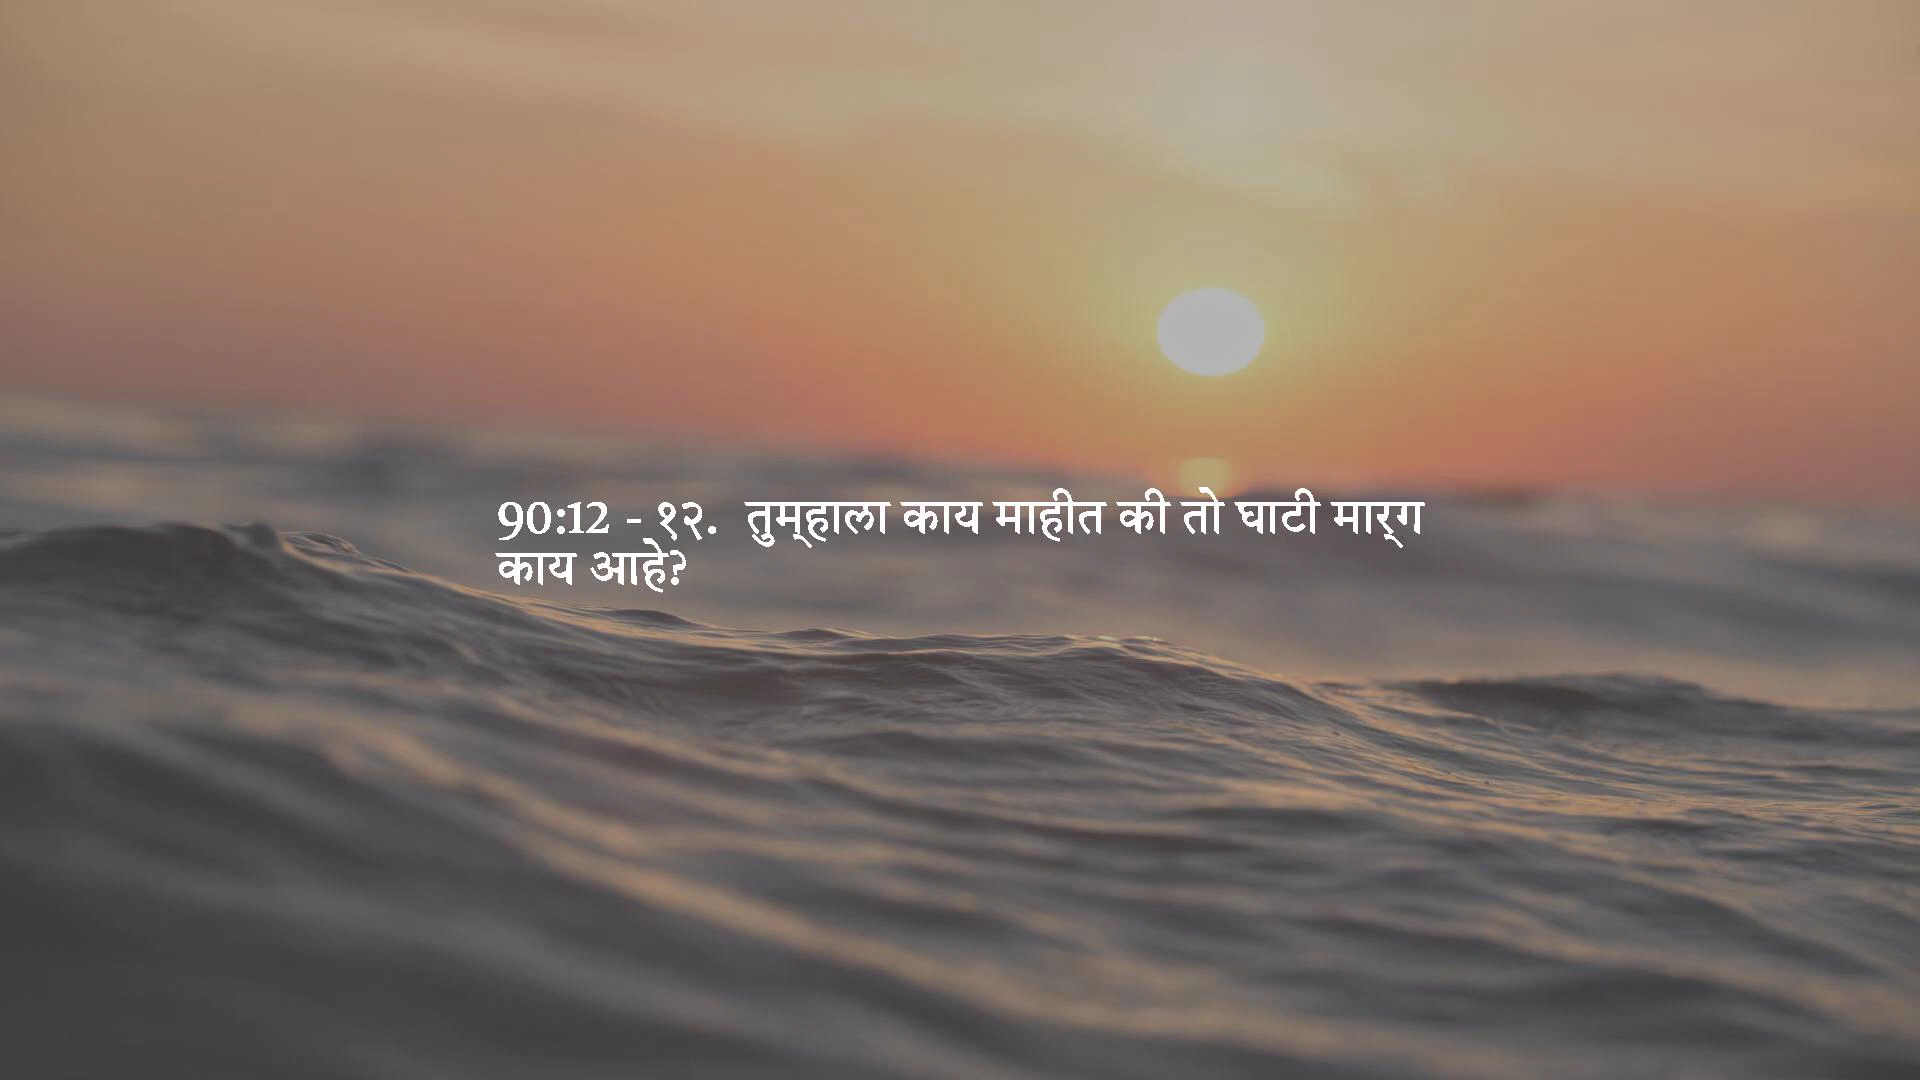 90:12 - १२. तुम्हाला काय माहीत की तो घाटी मार्ग
काय आहे?